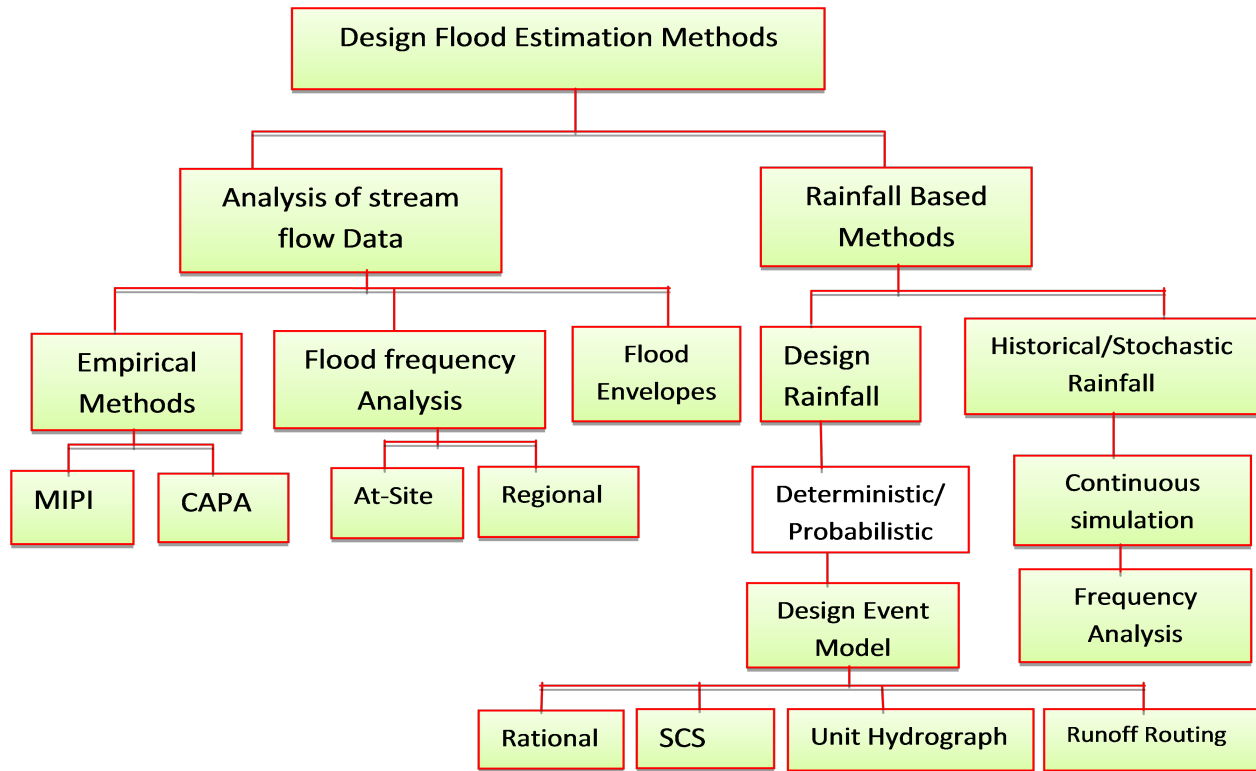 Design Flood Estimation Methods
Analysis of stream
flow Data
Rainfall Based
Methods
Empirical
Methods
Flood frequency
Analysis
Flood
Envelopes
Design
Rainfall
Historical/Stochastic
Rainfall
MIPI
CAPA
At-Site
Regional
Deterministic/
Probabilistic
Continuous
simulation
Design Event
Model
Frequency
Analysis
Rational
SCS
Unit Hydrograph
Runoff Routing